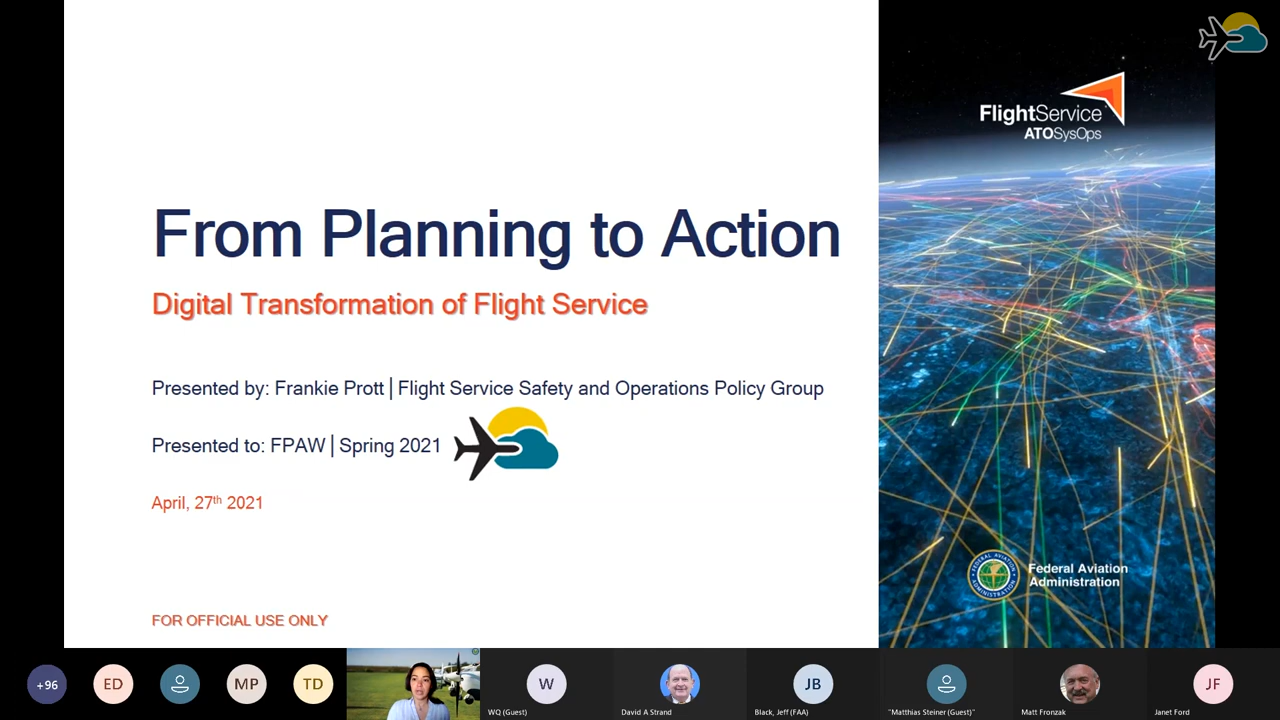 FlightService
ATOSysOps
From Planning to Action
Digital Transformation of Flight Service
Presented by: Frankie Prott | Flight Service Safety and Operations Policy Group
Presented to: FPAW | Spring 2021
April, 27th 2021
Federal Aviation
Administration
FOR OFFICIAL USE ONLY
+96
ED
MP
TD
W
JB
JF
WQ (Guest)
David A Strand
Black, Jeff (FAA)
"Matthias Steiner (Guest)"
Matt Fronzak
Janet Ford